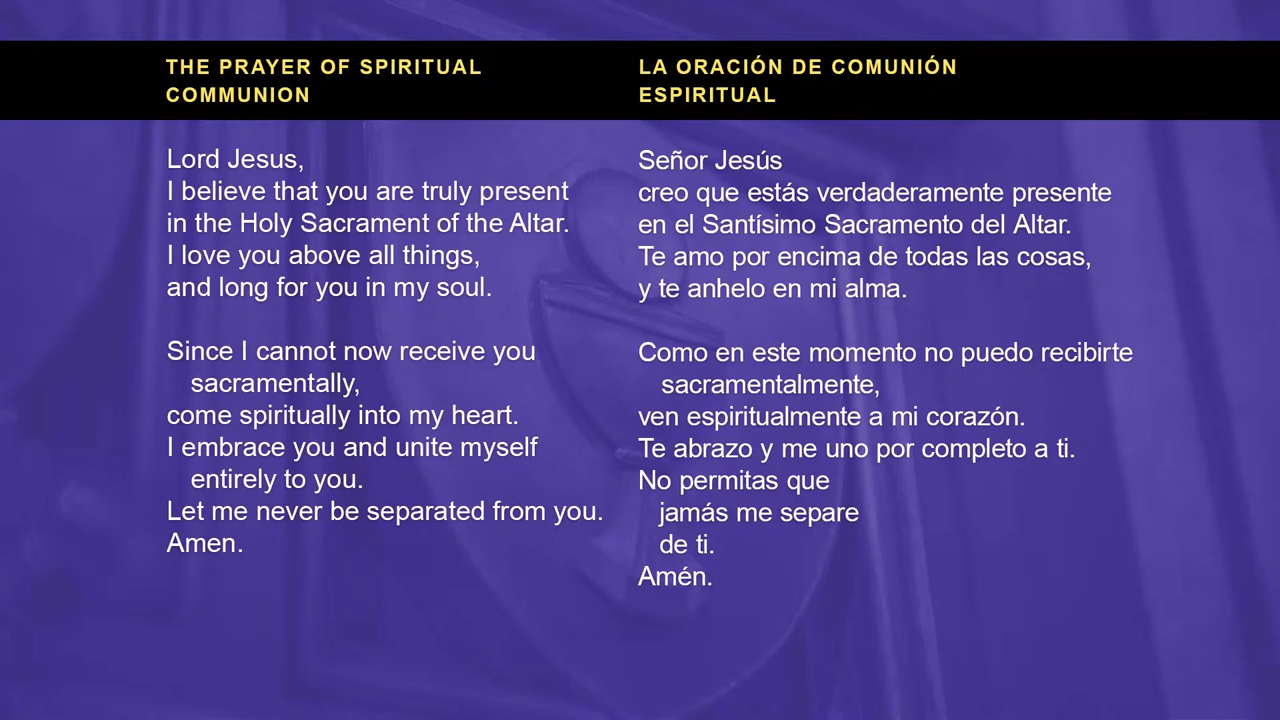 THE PRAYER OF SPIRITUAL
COMMUNION
Lord Jesus,
I believe that you are truly present
in the Holy Sacrament of the Altar.
I love you above all things,
and long for you in my soul.
Since I cannot now receive you
sacramentally,
come spiritually into my heart.
I embrace you and unite myself
entirely to you.
Let me never be separated from you.
Amen.
LA ORACIÓN DE COMUNIÓN
ESPIRITUAL
Señor Jesús
creo que estás verdaderamente presente
en el Santísimo Sacramento del Altar.
Te amo por encima de todas las cosas,
y te anhelo en mi alma.
Como en este momento no puedo recibirte
sacramentalmente,
ven espiritualmente a mi corazón.
Te abrazo y me uno por completo a ti.
No permitas que
jamás me separe
de ti.
Amén.